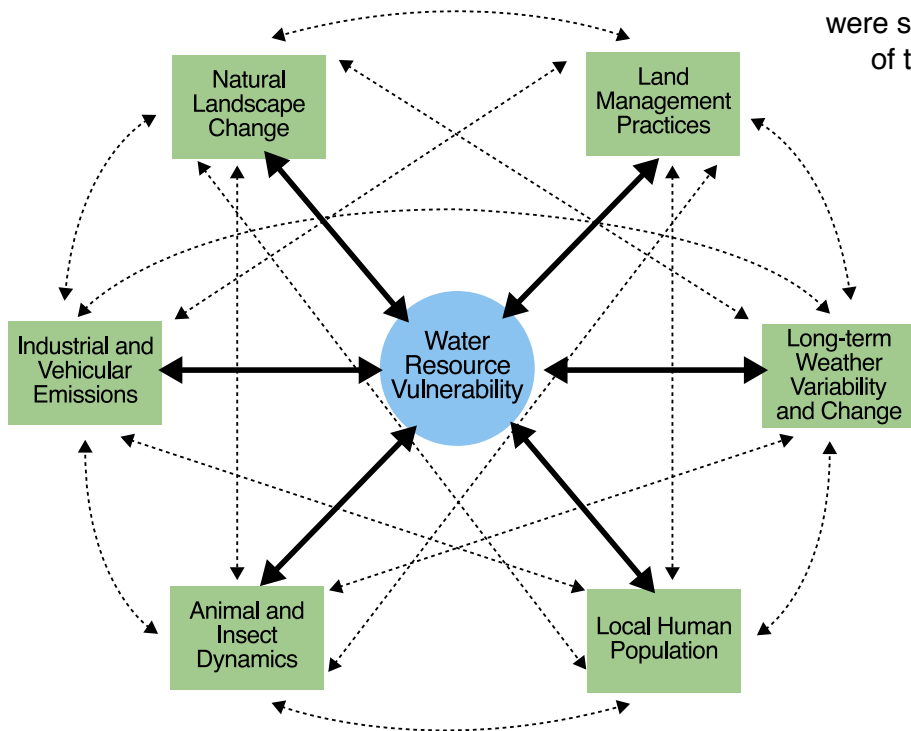 were s
of t
Natural
Landscape
Change
Land
Management
Practices
Industrial and
Vehicular
Emissions
Water
Resource
Vulnerability
Long-term
Weather
Variability
and Change
Animal and
Insect
Dynamics
Local Human
Population